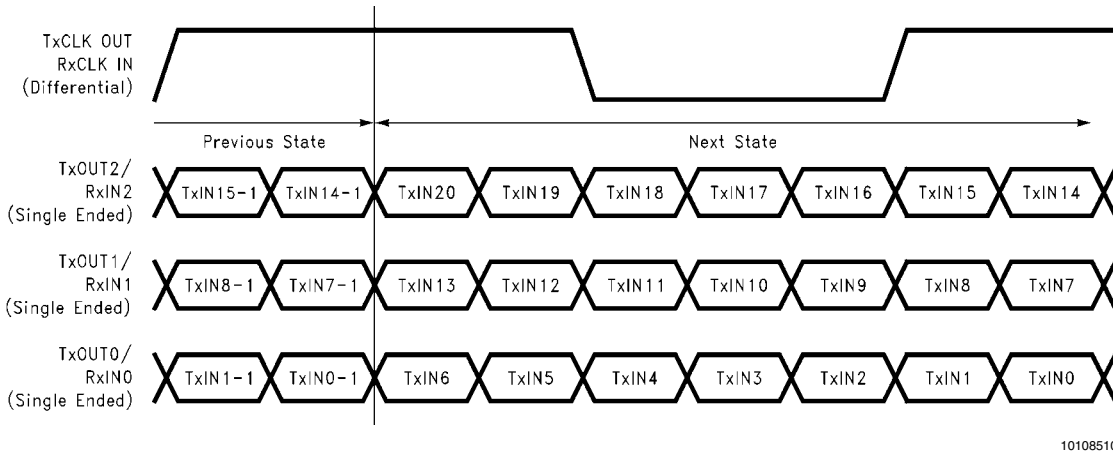 TxCLK OUT
RxCLK IN
(Differential)
Previous State
Next State
TxOUT2/
RxIN2
(Single Ended)
TxIN15-1 TxIN14-1 TxIN20 TxIN19 TxIN18 TxIN17 TxIN16 TxIN15 TxIN14
TxOUT1/
RxIN1
(Single Ended)
TxIN8-1 TxIN7-1 TxIN13 TxIN12 TxIN11 TxIN10 TxIN9 TxIN8 TxIN7
TxOUT0/
RxIN0
(Single Ended)
TxIN1-1 TxIN0-1 TxIN6 TxIN5 TxIN4 TxIN3 TxIN2 TxIN1 TxIN0
10108510